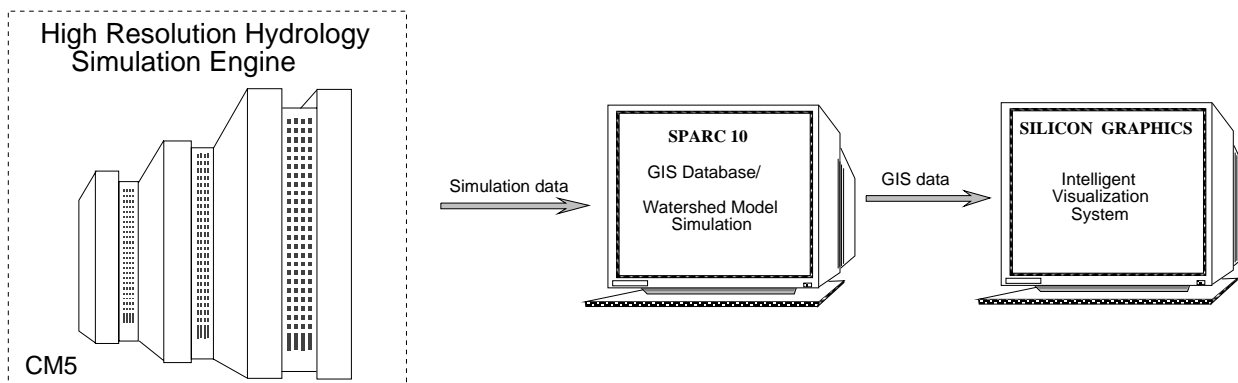 High Resolution Hydrology
Simulation Engine
CM5
Simulation data
SPARC 10
GIS Database/
Watershed Model
Simulation
GIS data
SILICON GRAPHICS
Intelligent
Visualization
System